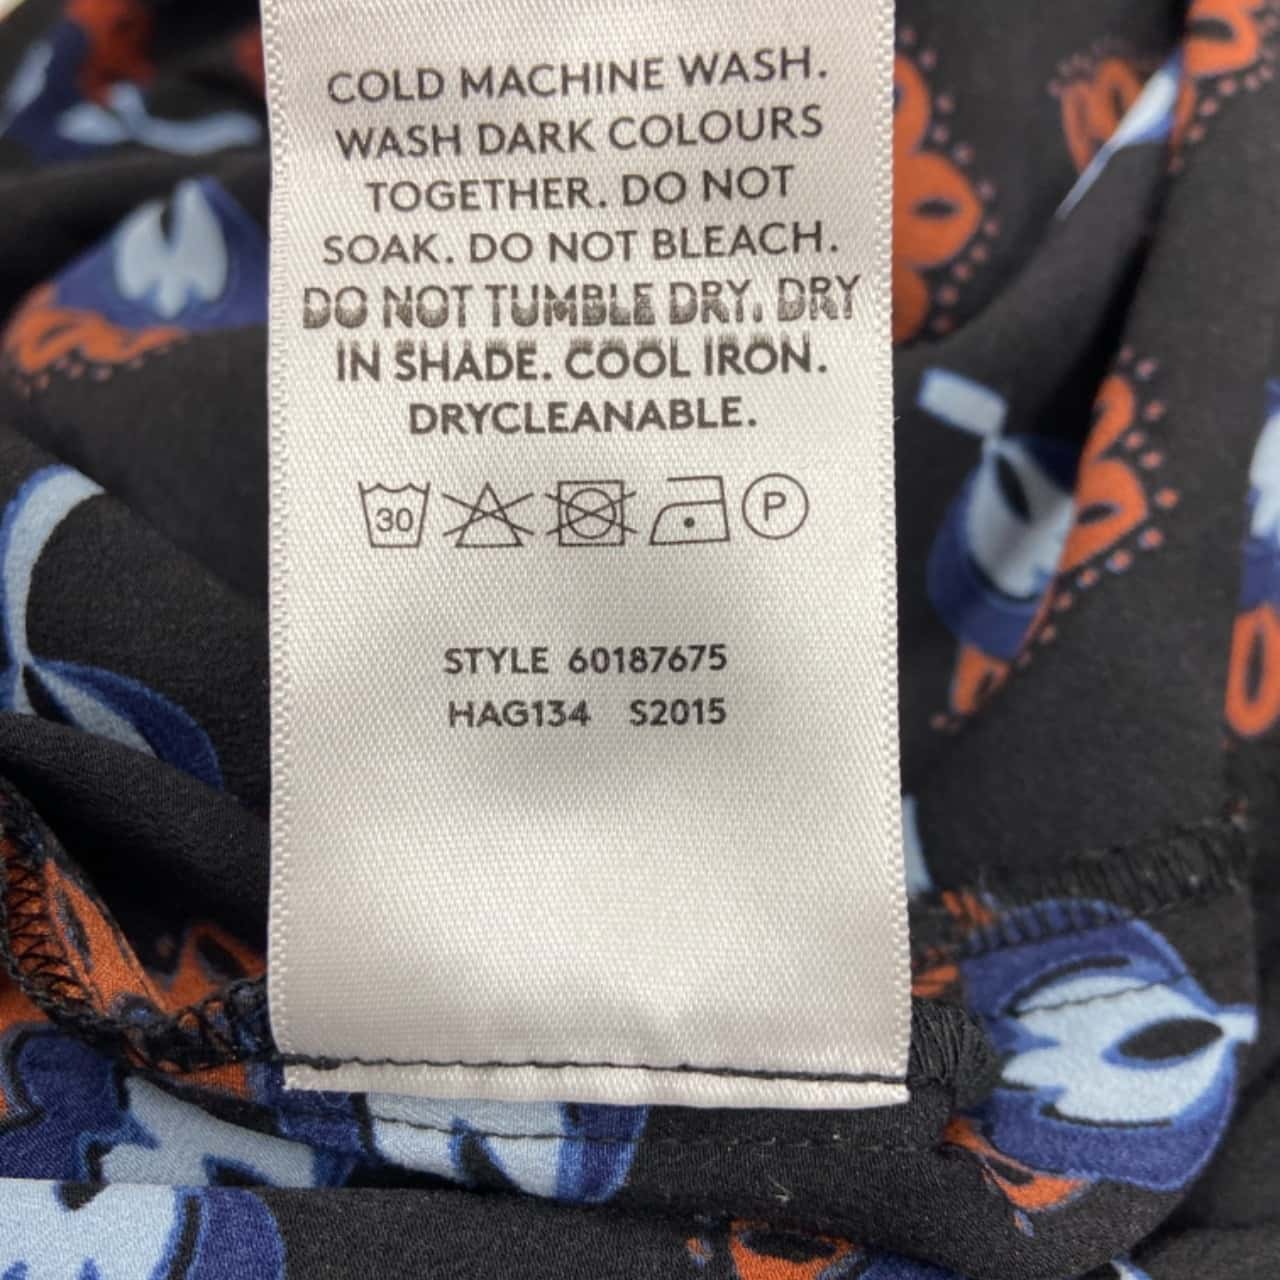 COLD MACHINE WASH.
WASH DARK COLOURS
TOGETHER. DO NOT
SOAK. DO NOT BLEACH.
DO NOT TUMBLE DRY. DRY
IN SHADE. COOL IRON.
DRYCLEANABLE.
30 P
STYLE 60187675
HAG134 S2015